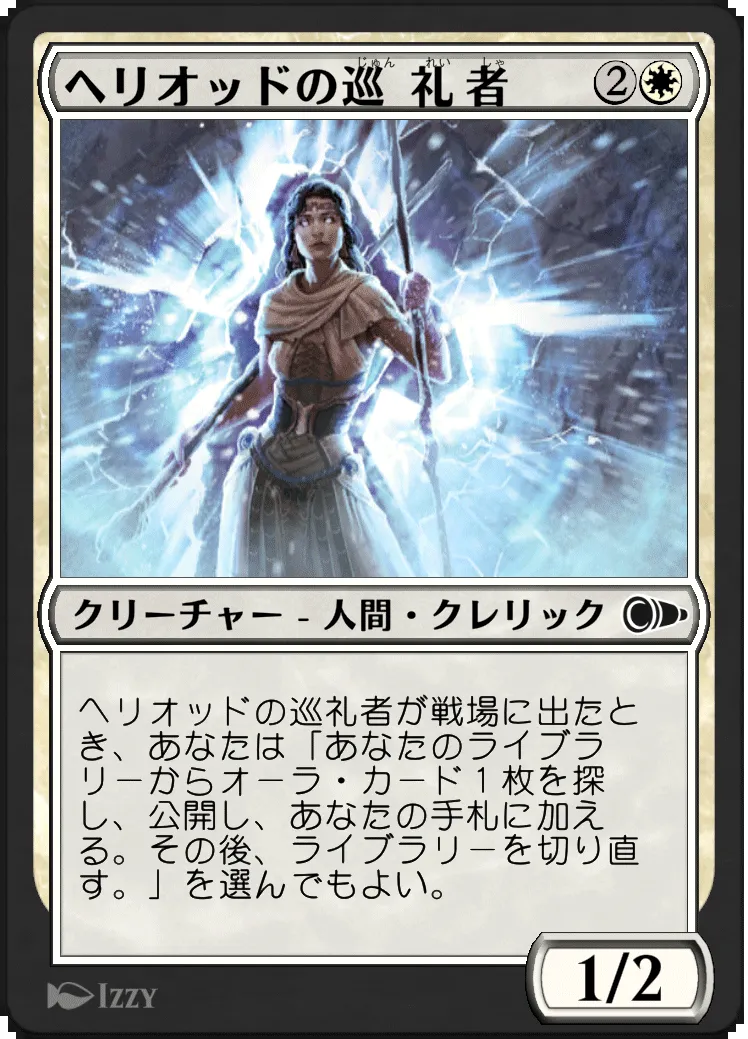 ヘリオッドの巡礼者
じゅんれいしゃ
2
クリーチャー - 人間・クレリック
ヘリオッドの巡礼者が戦場に出たと
き、あなたは「あなたのライブラ
リーからオーラ・カード1枚を探
し、公開し、あなたの手札に加え
る。その後、ライブラリーを切り直
す。」を選んでもよい。
1/2
IZZY